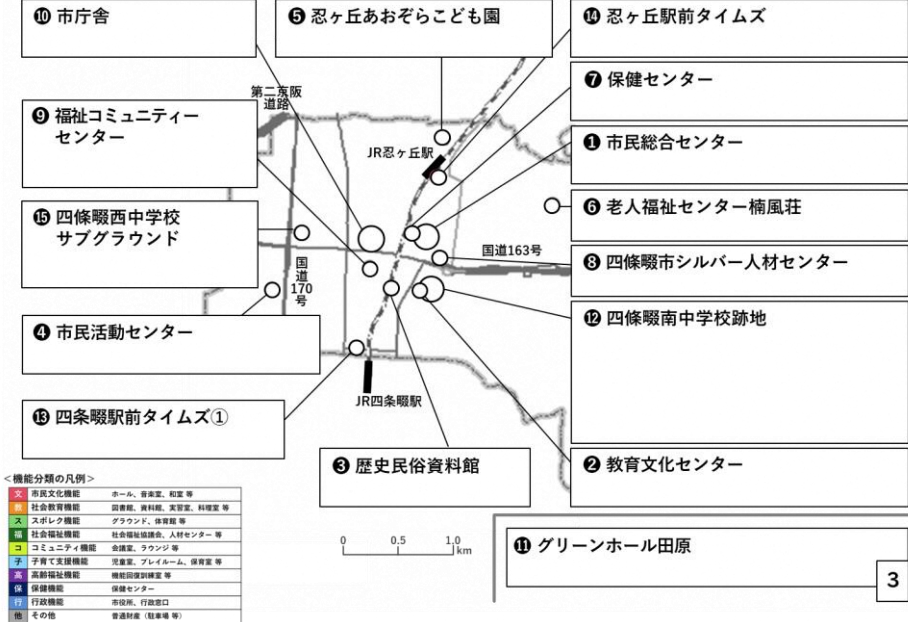 ❿ 市庁舎
❺ 忍ヶ丘あおぞらこども園
⓮ 忍ヶ丘駅前タイムズ
❼ 保健センター
❾ 福祉コミュニティー
センター
第二京阪
道路
JR忍ヶ丘駅
❶ 市民総合センター
⓯ 四條畷西中学校
サブグラウンド
❻ 老人福祉センター楠風荘
国道163号
❽ 四條畷市シルバー人材センター
国道
170
号
⓬ 四條畷南中学校跡地
❹ 市民活動センター
JR四条畷駅
⓭ 四条畷駅前タイムズ①
❸ 歴史民俗資料館
❷ 教育文化センター
<機能分類の凡例>
文 市民文化機能 ホール、音楽室、和室 等
教 社会教育機能 図書館、資料館、実習室、料理室 等
ス スポレク機能 グラウンド、体育館 等
福 社会福祉機能 社会福祉協議会、人材センター 等
コ コミュニティ機能 会議室、ラウンジ 等
子 子育て支援機能 児童室、プレイルーム、保育室 等
高 高齢福祉機能 機能回復訓練室 等
保 保健機能 保健センター
行 行政機能 市役所、行政窓口
他 その他 普通財産（駐車場 等）
0 0.5 1.0
km
⓫ グリーンホール田原
3